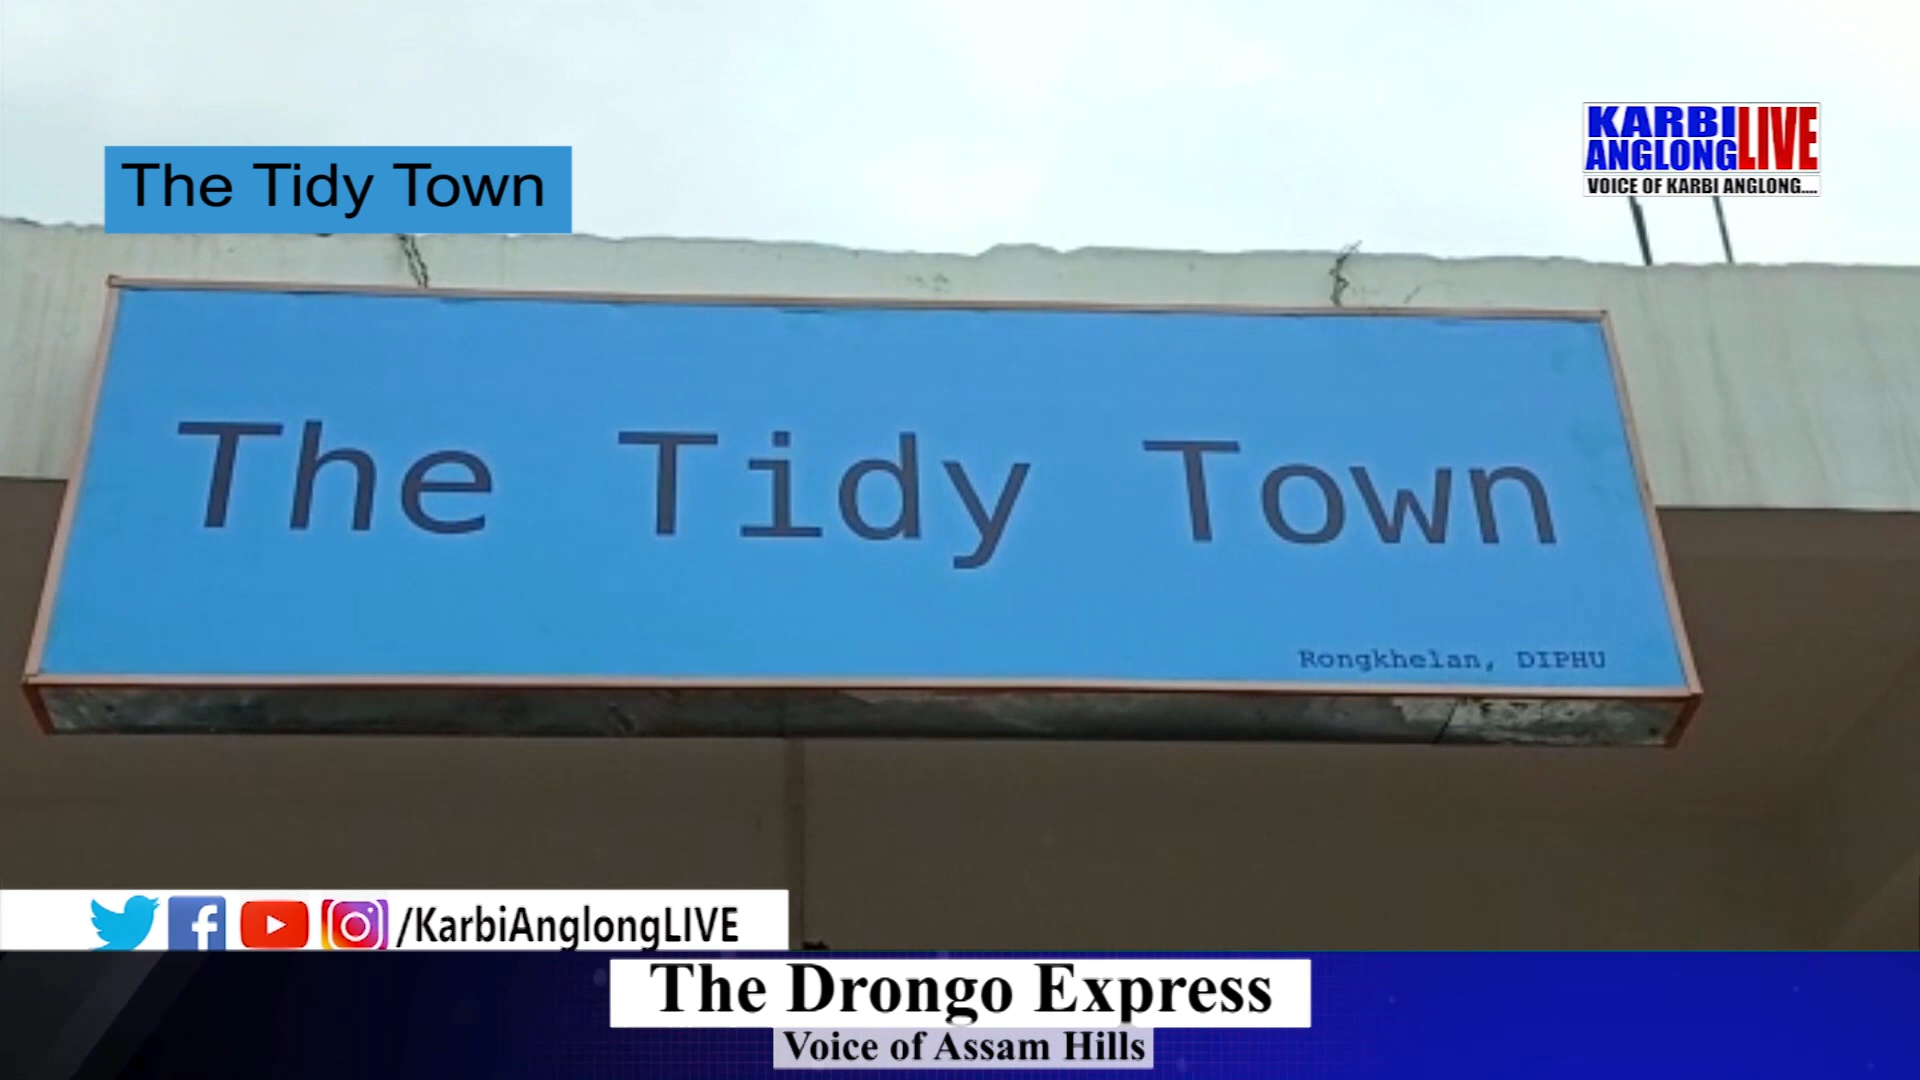 The Tidy Town
KARBI ANGLONG LIVE
VOICE OF KARBI ANGLONG....
The Tidy Town
Rongkhelan, DIPHU
/KarbiAnglongLIVE
The Drongo Express
Voice of Assam Hills